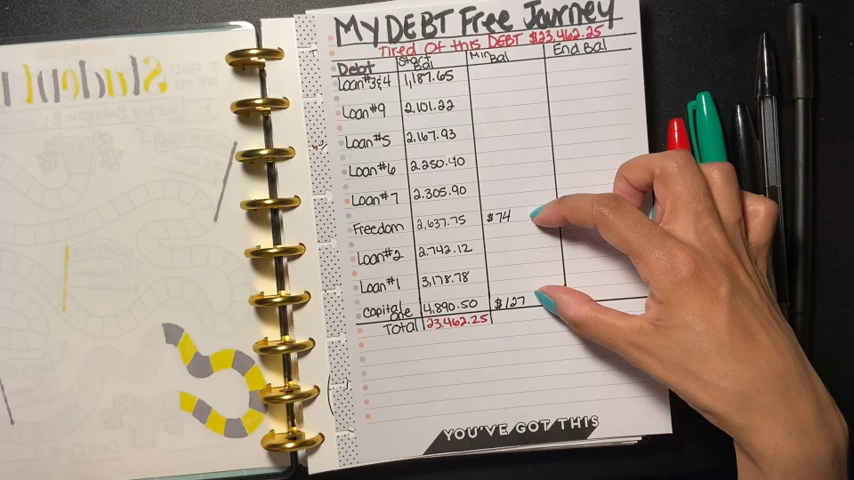 MY DEBT Free Journey
Tired Of this DEBT $23,462.25
Debt Start Bal Min Bal End Bal
Loan#3&4 1,187.65
Loan #9 2,101.22
Loan#5 2,167.93
Loan #6 2,250.40
Loan #7 2,305.90
Freedom 2,637.75 $74
Loan#2 2,742.12
Loan #1 3,178.78
Capital one 4,890.50 $127
Total 23,462.25
YOU'VE GOT THIS